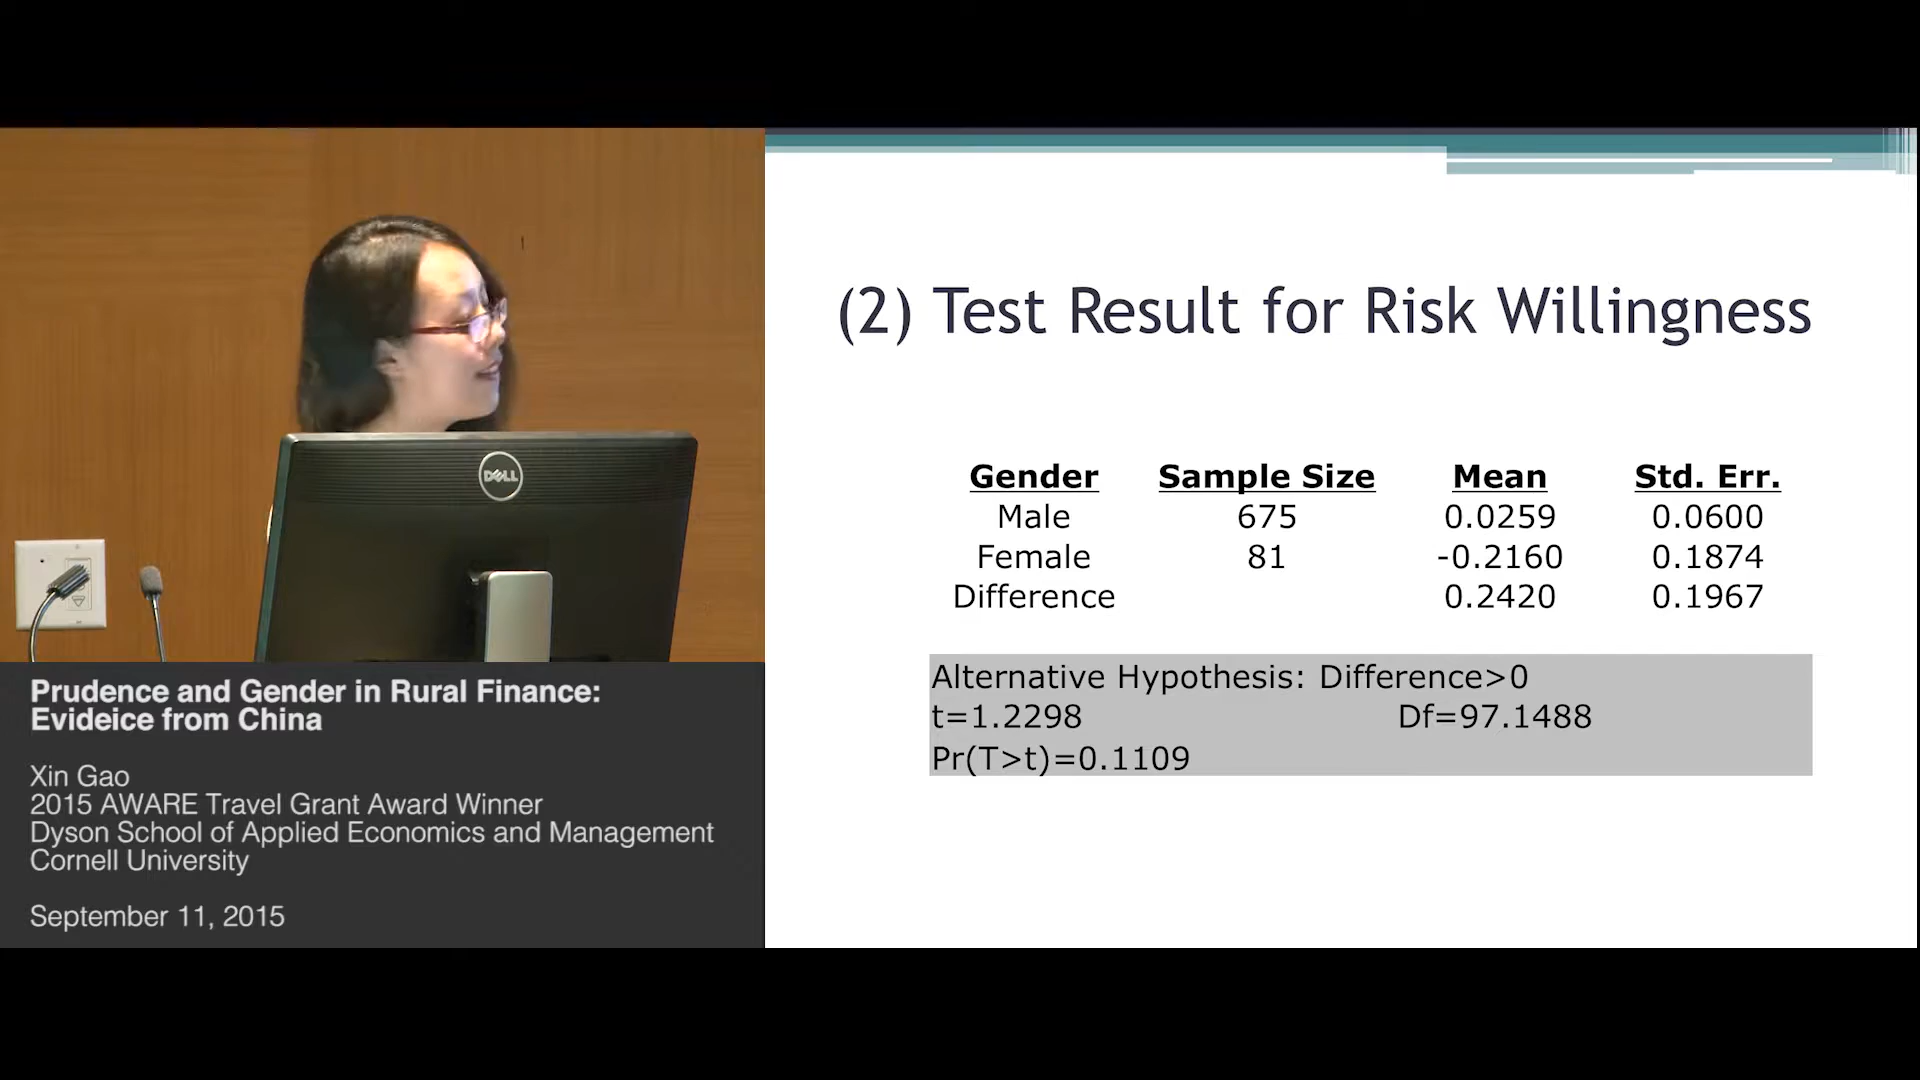 (2) Test Result for Risk Willingness
Gender Sample Size Mean Std. Err.
Male 675 0.0259 0.0600
Female 81 -0.2160 0.1874
Difference 0.2420 0.1967
Alternative Hypothesis: Difference>0
t=1.2298 Df=97.1488
Pr(T>t)=0.1109
DELL
Prudence and Gender in Rural Finance:
Evideice from China
Xin Gao
2015 AWARE Travel Grant Award Winner
Dyson School of Applied Economics and Management
Cornell University
September 11, 2015